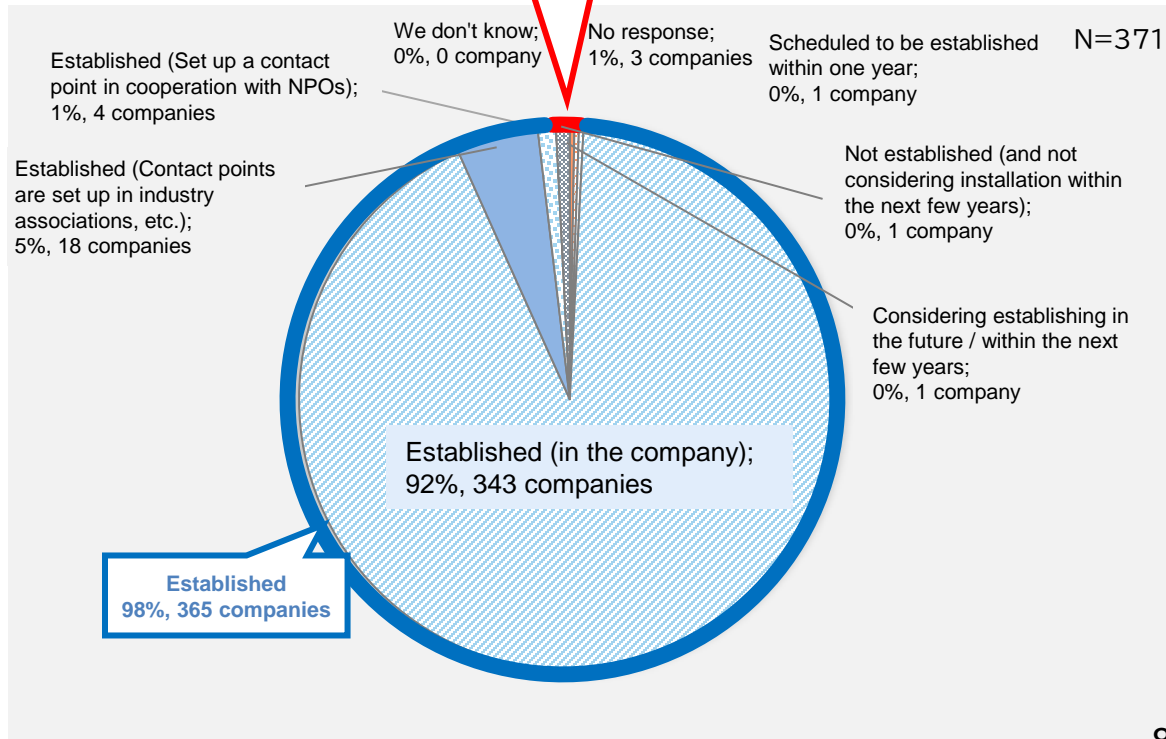 We don't know;
0%, 0 company
No response;
1%, 3 companies
Scheduled to be established
within one year;
0%, 1 company
N=371
Established (Set up a contact
point in cooperation with NPOs);
1%, 4 companies
Established (Contact points
are set up in industry
associations, etc.);
5%, 18 companies
Not established (and not
considering installation within
the next few years);
0%, 1 company
Considering establishing in
the future / within the next
few years;
0%, 1 company
Established (in the company);
92%, 343 companies
Established
98%, 365 companies